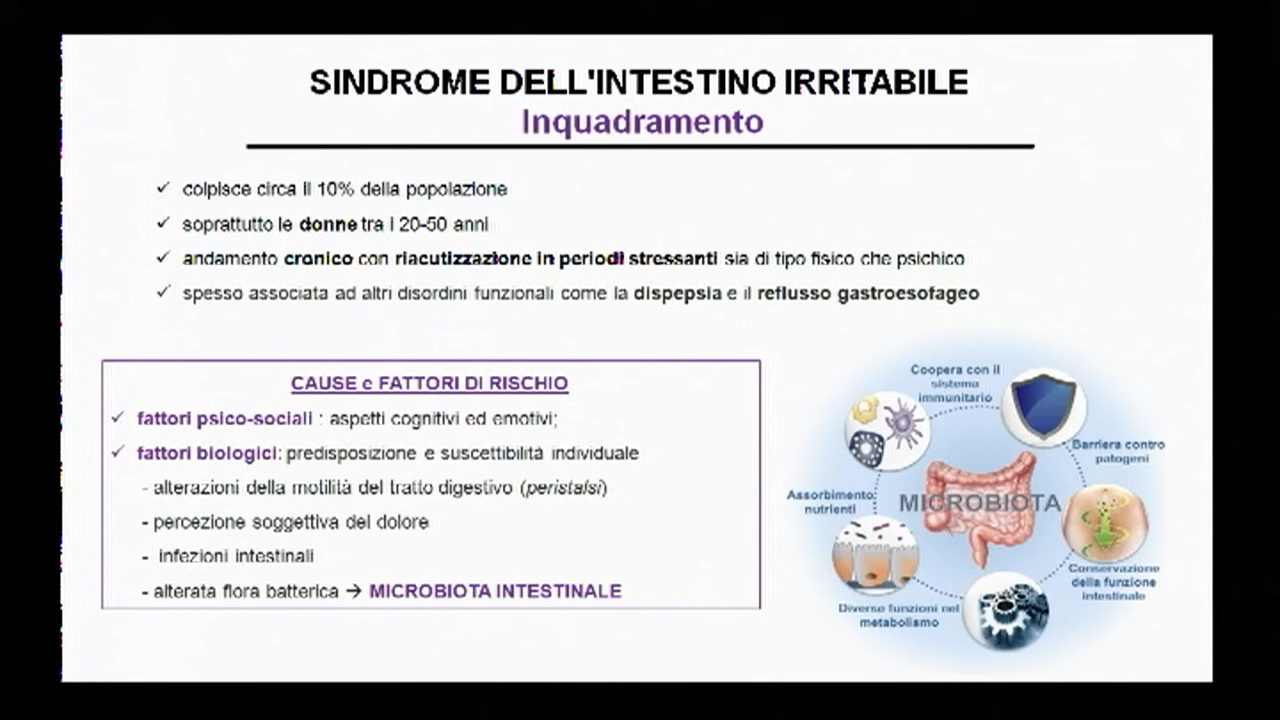 SINDROME DELL'INTESTINO IRRITABILE
Inquadramento
✓ colpisce circa il 10% della popolazione
✓ soprattutto le donne tra i 20-50 anni
✓ andamento cronico con riacutizzazione in periodi stressanti sia di tipo fisico che psichico
✓ spesso associata ad altri disordini funzionali come la dispepsia e il reflusso gastroesofageo
CAUSE e FATTORI DI RISCHIO
✓ fattori psico-sociali : aspetti cognitivi ed emotivi;
✓ fattori biologici: predisposizione e suscettibilità individuale
- alterazioni della motilità del tratto digestivo (peristalsi)
- percezione soggettiva del dolore
- infezioni intestinali
- alterata flora batterica → MICROBIOTA INTESTINALE
Coopera con il
sistema
immunitario
Barriera contro
patogeni
Assorbimento
nutrienti
MICROBIOTA
Conservazione
della funzione
intestinale
Diverse funzioni nel
metabolismo